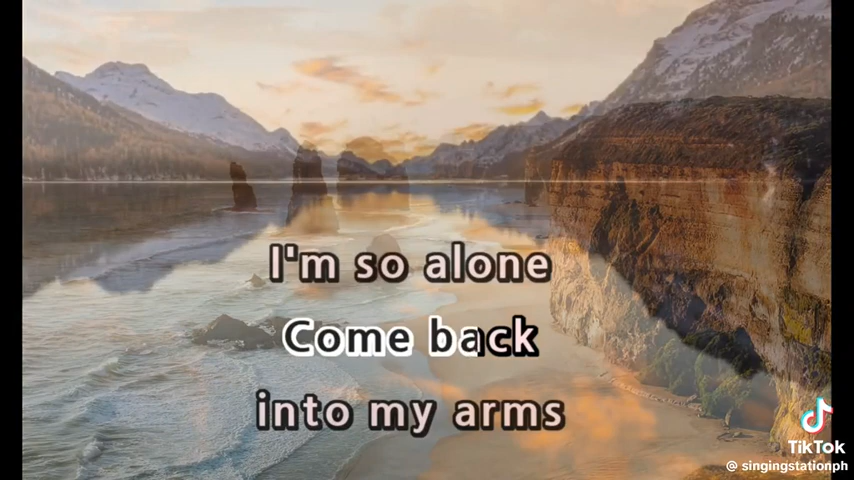 I'm so alone
Come back
into my arms
TikTok
@ singingstationph